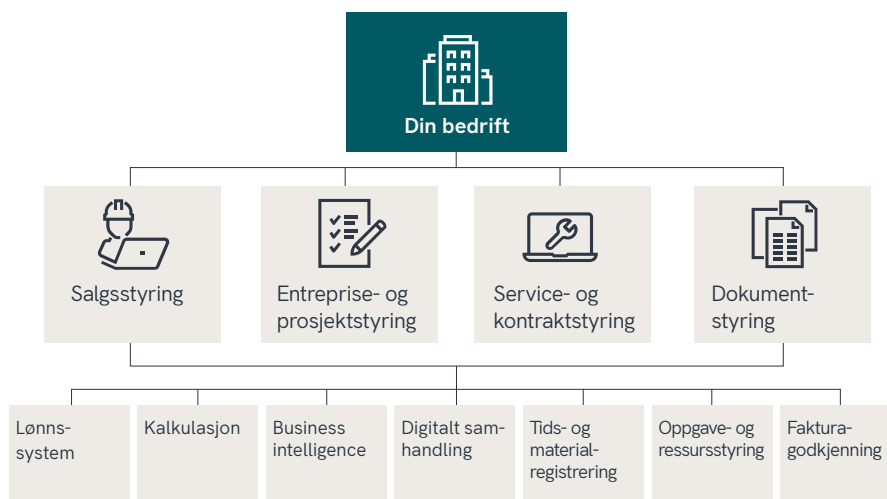 Din bedrift
Salgsstyring
Entreprise- og
prosjektstyring
Service- og
kontraktstyring
Dokument-
styring
Lønns-
system
Kalkulasjon
Business
intelligence
Digitalt sam-
handling
Tids- og
material-
registrering
Oppgave- og
ressursstyring
Faktura-
godkjenning